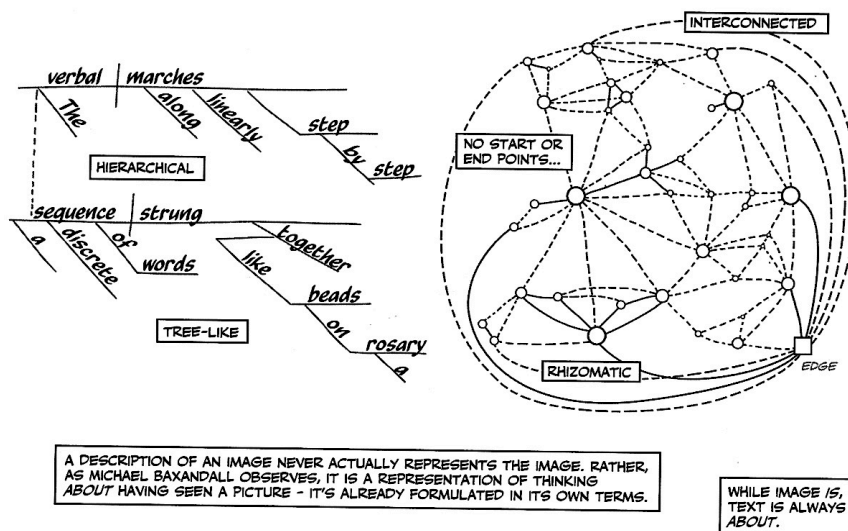 verbal marches
The along linearly
step
by
step
HIERARCHICAL
sequence strung
a discrete of
words
together
like
beads
on
rosary
a
TREE-LIKE
INTERCONNECTED
NO START OR
END POINTS...
RHIZOMATIC
EDGE
A DESCRIPTION OF AN IMAGE NEVER ACTUALLY REPRESENTS THE IMAGE. RATHER,
AS MICHAEL BAXANDALL OBSERVES, IT IS A REPRESENTATION OF THINKING
ABOUT HAVING SEEN A PICTURE – IT'S ALREADY FORMULATED IN ITS OWN TERMS.
WHILE IMAGE IS,
TEXT IS ALWAYS
ABOUT.